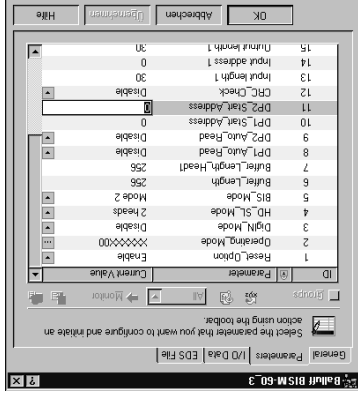 Balluff BIS M-60_3
General Parameters I/O Data EDS File
Select the parameter that you want to configure and initiate an
action using the toolbar.
Groups All Monitor
ID Parameter Current Value
1 Reset_Option Enable
2 Operating_Mode 00XXXXXX
3 DigIN_Mode Disable
4 HD_SL_Mode 2 heads
5 BIS_Mode Mode 2
6 Buffer_Length 256
7 Buffer_Length_Head1 256
8 DP1_Auto_Read Disable
9 DP2_Auto_Read Disable
10 DP1_Start_Address 0
11 DP2_Start_Address 0
12 CRC_Check Disable
13 Input length 1 30
14 Input address 1 0
15 Output length 1 30
OK Abbrechen Übernehmen Hilfe